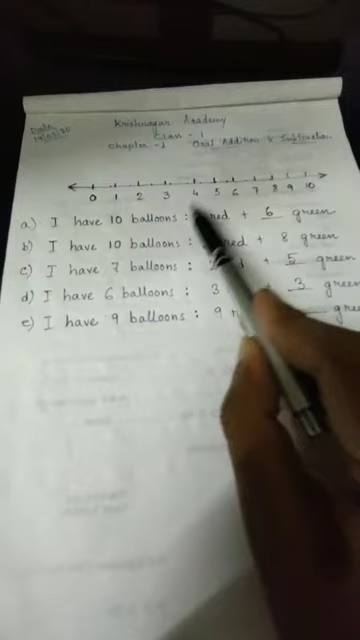 Date
Krishnagar Academy
Class - 1
Chapter - 1 Oral Addition & Subtraction
0 1 2 3 4 5 6 7 8 9 10
a) I have 10 balloons : red + 6 green
b) I have 10 balloons : red + 8 green
c) I have 7 balloons : + 5 green
d) I have 6 balloons : 3 + 3 green
e) I have 9 balloons : 9